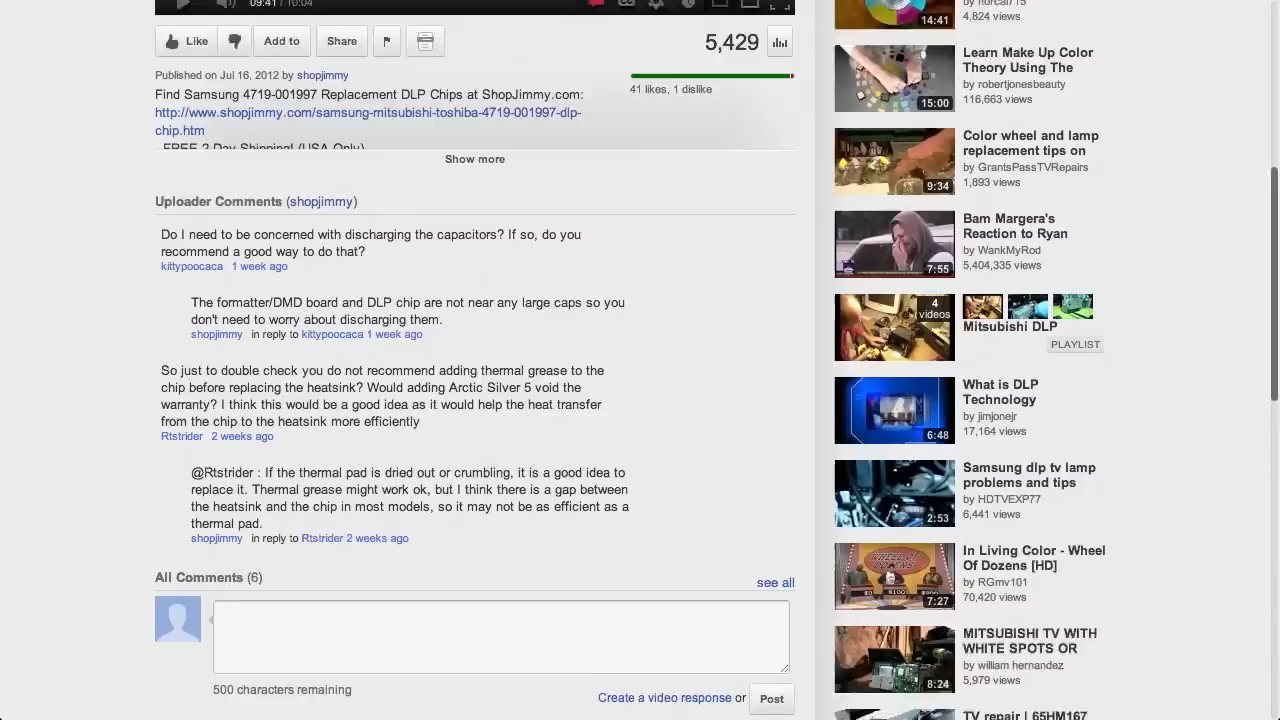 09:41 / 10:04
Like
Add to
Share
5,429
Published on Jul 16, 2012 by shopjimmy
41 likes, 1 dislike
Find Samsung 4719-001997 Replacement DLP Chips at ShopJimmy.com:
http://www.shopjimmy.com/samsung-mitsubishi-toshiba-4719-001997-dlp-
chip.htm
- FREE 2 Day Shipping! (USA Only)
Show more
Uploader Comments (shopjimmy)
Do I need to be concerned with discharging the capacitors? If so, do you
recommend a good way to do that?
kittypoocaca 1 week ago
The formatter/DMD board and DLP chip are not near any large caps so you
don't need to worry about discharging them.
shopjimmy in reply to kittypoocaca 1 week ago
So just to be sure check you do not recommend adding thermal grease to the
chip before replacing the heatsink? Would adding Arctic Silver 5 void the
warranty? I think this would be a good idea as it would help the heat transfer
from the chip to the heatsink more efficiently
Rtstrider 2 weeks ago
@Rtstrider : If the thermal pad is dried out or crumbling, it is a good idea to
replace it. Thermal grease might work ok, but I think there is a gap between
the heatsink and the chip in most models, so it may not be as efficient as a
thermal pad.
shopjimmy in reply to Rtstrider 2 weeks ago
All Comments (6)
see all
500 characters remaining
Create a video response or
Post
14:41
by norcal715
4,824 views
15:00
Learn Make Up Color
Theory Using The
by robertjonesbeauty
116,663 views
9:34
Color wheel and lamp
replacement tips on
by GrantsPassTVRepairs
1,893 views
7:55
Bam Margera's
Reaction to Ryan
by WankMyRod
5,404,335 views
4
videos
Mitsubishi DLP
PLAYLIST
6:48
What is DLP
Technology
by jimjonejr
17,164 views
2:53
Samsung dlp tv lamp
problems and tips
by HDTVEXP77
6,441 views
WHEEL OF
DOZENS
$0
$100
7:27
In Living Color - Wheel
Of Dozens [HD]
by RGmv101
70,420 views
8:24
MITSUBISHI TV WITH
WHITE SPOTS OR
by william hernandez
5,979 views
TV repair | 65HM167